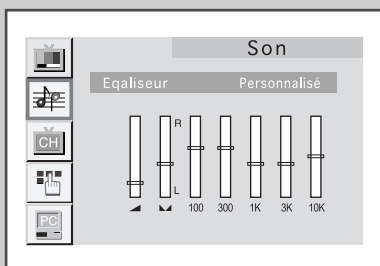 Son
Eqaliseur Personnalisé
R
CH
L
100 300 1K 3K 10K
PC